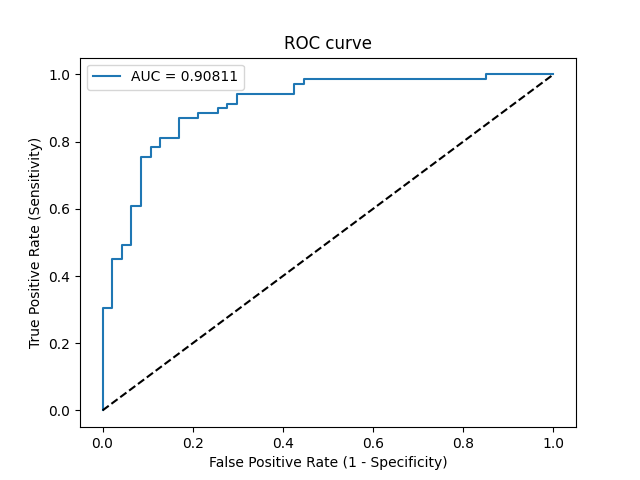 ROC curve
AUC = 0.90811
True Positive Rate (Sensitivity)
1.0
0.8
0.6
0.4
0.2
0.0
0.0 0.2 0.4 0.6 0.8 1.0
False Positive Rate (1 - Specificity)